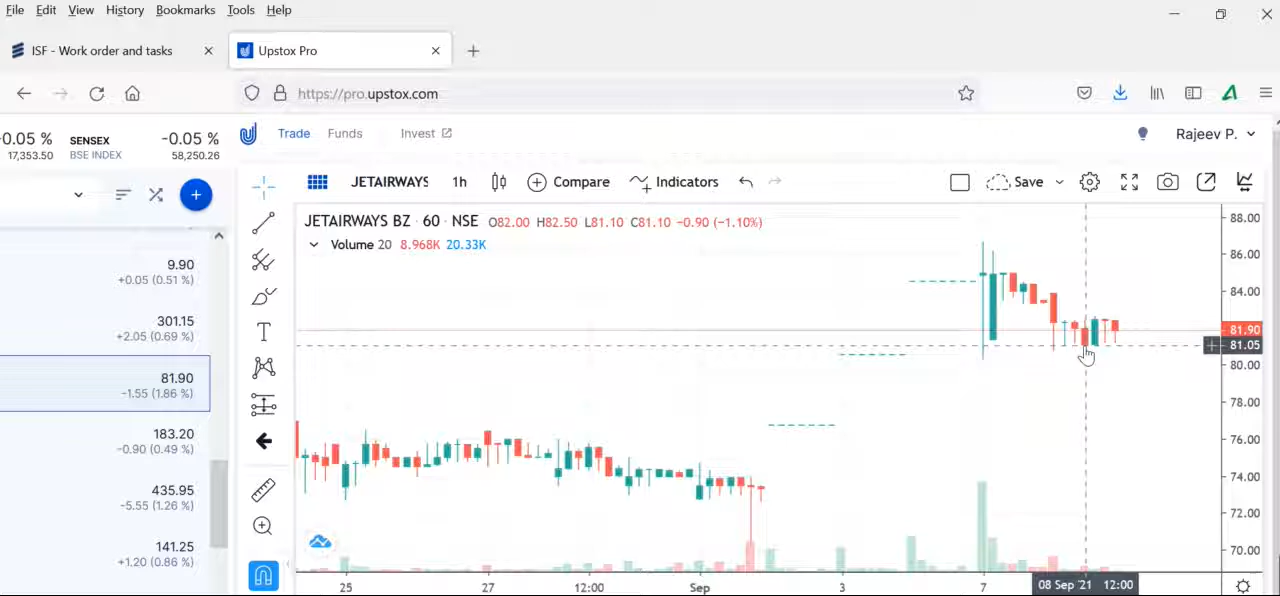 File Edit View History Bookmarks Tools Help
ISF - Work order and tasks
Upstox Pro
https://pro.upstox.com
0.05 % SENSEX -0.05 %
17,353.50 BSE INDEX 58,250.26
Trade Funds Invest Rajeev P.
JETAIRWAYS 1h Compare Indicators Save
JETAIRWAYS BZ · 60 · NSE O82.00 H82.50 L81.10 C81.10 −0.90 (−1.10%)
Volume 20 8.968K 20.33K
9.90
+0.05 (0.51 %)
301.15
+2.05 (0.69 %)
81.90
-1.55 (1.86 %)
183.20
-0.90 (0.49 %)
435.95
-5.55 (1.26 %)
141.25
+1.20 (0.86 %)
88.00
86.00
84.00
81.90
81.05
80.00
78.00
76.00
74.00
72.00
70.00
25 27 12:00 Sep 3 7 08 Sep '21 12:00